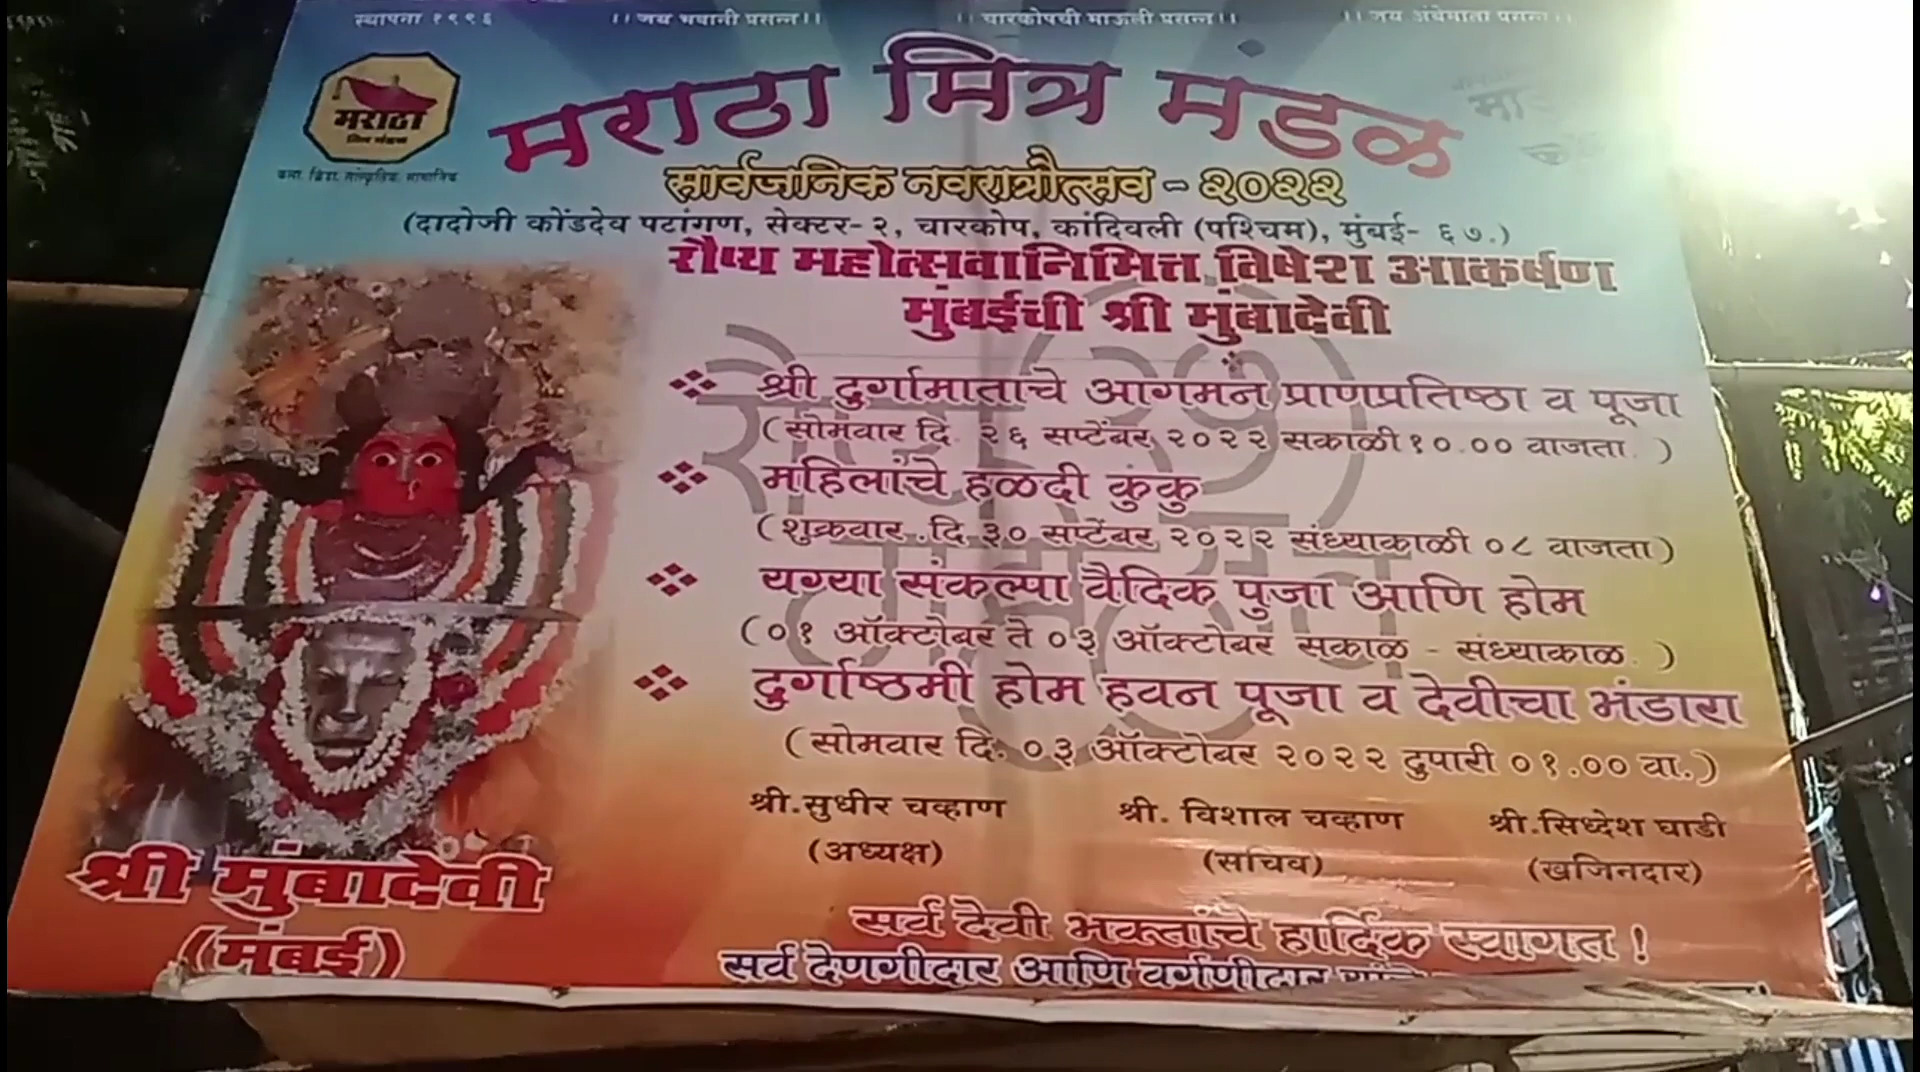 स्थापना १९९६ ।। जय भवानी प्रसन्न ।। ।। चारकोपची माऊली प्रसन्न ।। ।। जय अंबेमाता प्रसन्न ।।
मराठा
मित्र मंडळ
कला. क्रिडा. सांस्कृतिक. सामाजिक
मराठा मित्र मंडळ
सार्वजनिक नवरात्रौत्सव - २०२२
(दादोजी कोंडदेव पटांगण, सेक्टर- २, चारकोप, कांदिवली (पश्चिम), मुंबई- ६७.)
रौप्य महोत्सवानिमित्त विषेश आकर्षण
मुंबईची श्री मुंबादेवी
❖ श्री दुर्गामाताचे आगमन प्राणप्रतिष्ठा व पूजा
(सोमवार दि. २६ सप्टेंबर २०२२ सकाळी १०.०० वाजता. )
❖ महिलांचे हळदी कुंकु
(शुक्रवार .दि ३० सप्टेंबर २०२२ संध्याकाळी ०८ वाजता)
❖ यग्या संकल्पा वैदिक पुजा आणि होम
(०१ ऑक्टोबर ते ०३ ऑक्टोबर सकाळ - संध्याकाळ. )
❖ दुर्गाष्ठमी होम हवन पूजा व देवीचा भंडारा
(सोमवार दि. ०३ ऑक्टोबर २०२२ दुपारी ०१.०० वा.)
श्री.सुधीर चव्हाण श्री. विशाल चव्हाण श्री.सिध्देश घाडी
(अध्यक्ष) (सचिव) (खजिनदार)
श्री मुंबादेवी
(मुंबई)
सर्व देवी भक्तांचे हार्दिक स्वागत !
सर्व देणगीदार आणि वर्गणीदार